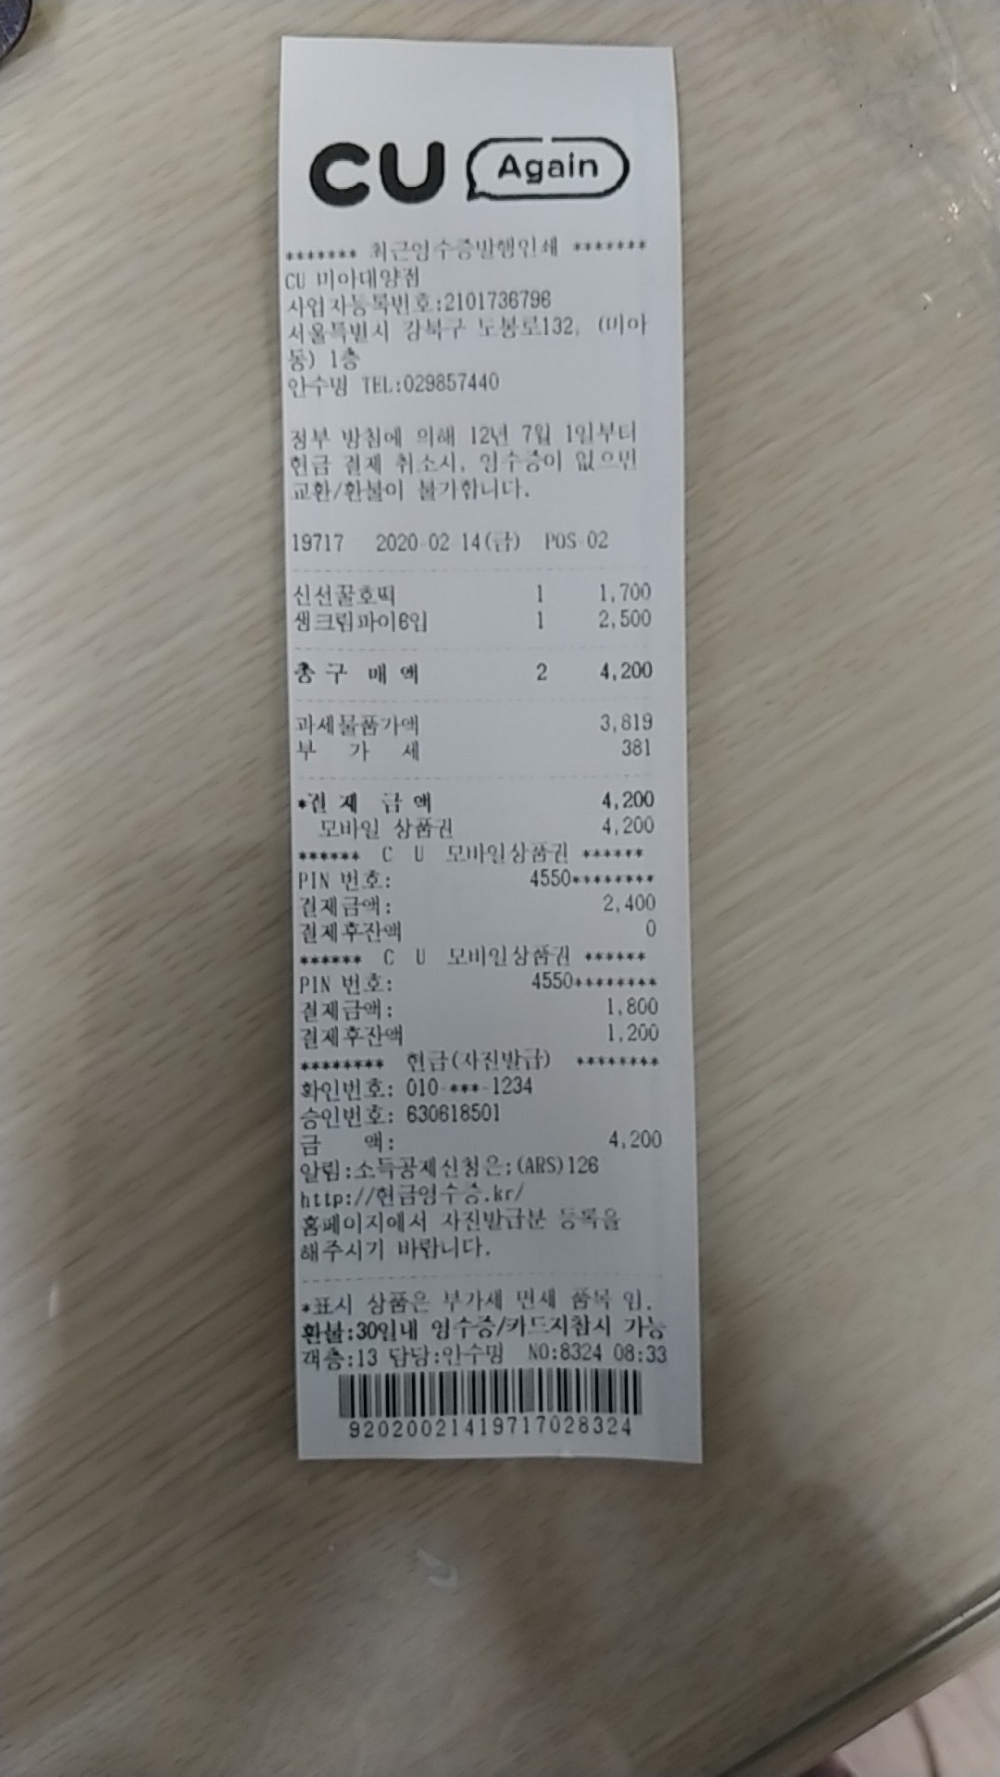 CU Again
******* 최근영수증발행인쇄 *******
CU 미아대양점
사업자등록번호:2101736796
서울특별시 강북구 도봉로132, (미아
동) 1층
안수명 TEL:029857440
정부 방침에 의해 12년 7월 1일부터
현금 결제 취소시, 영수증이 없으면
교환/환불이 불가합니다.
19717 2020-02-14(금) POS-02
신선꿀호떡 1 1,700
생크림파이6입 1 2,500
총 구 매 액 2 4,200
과세물품가액 3,819
부 가 세 381
*결 제 금 액 4,200
모바일 상품권 4,200
****** C U 모바일상품권 ******
PIN 번호: 4550********
결제금액: 2,400
결제후잔액 0
****** C U 모바일상품권 ******
PIN 번호: 4550********
결제금액: 1,800
결제후잔액 1,200
******** 현금(자진발급) ********
확인번호: 010-***-1234
승인번호: 630618501
금 액: 4,200
알림:소득공제신청은;(ARS)126
http://현금영수증.kr/
홈페이지에서 자진발급분 등록을
해주시기 바랍니다.
*표시 상품은 부가세 면세 품목 임.
환불:30일내 영수증/카드지참시 가능
객층:13 담당:안수명 NO:8324 08:33
92020021419717028324